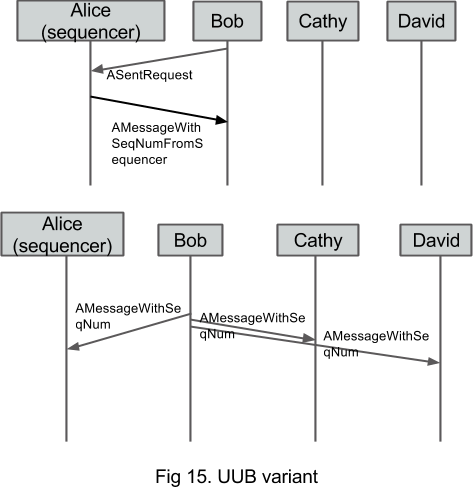 Alice
(sequencer)
Bob
Cathy
David
ASentRequest
AMessageWith
SeqNumFromS
equencer
Alice
(sequencer)
Bob
Cathy
David
AMessageWithSe
qNum
AMessageWithSe
qNum
AMessageWithSe
qNum
Fig 15. UUB variant